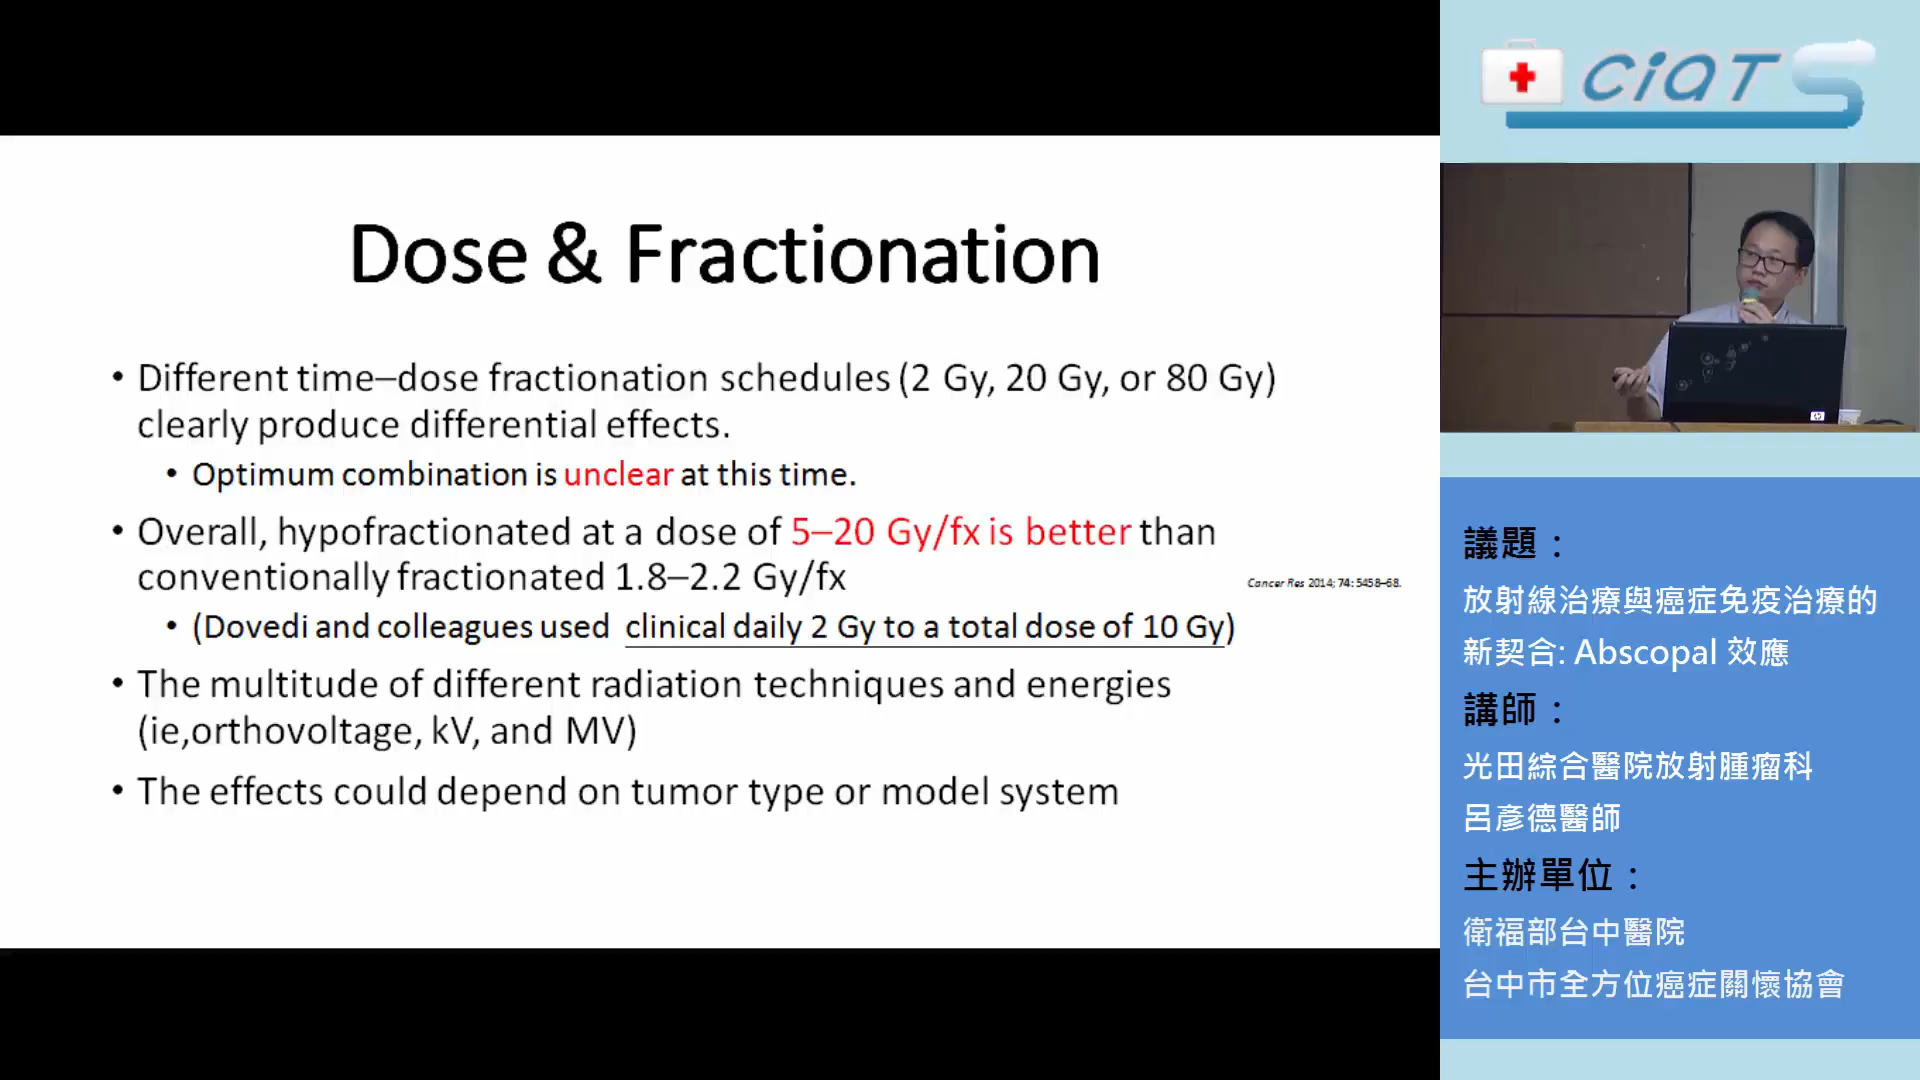 Dose & Fractionation
• Different time–dose fractionation schedules (2 Gy, 20 Gy, or 80 Gy)
clearly produce differential effects.
• Optimum combination is unclear at this time.
• Overall, hypofractionated at a dose of 5–20 Gy/fx is better than
conventionally fractionated 1.8–2.2 Gy/fx
Cancer Res 2014; 74: 5458–68.
• (Dovedi and colleagues used clinical daily 2 Gy to a total dose of 10 Gy)
• The multitude of different radiation techniques and energies
(ie,orthovoltage, kV, and MV)
• The effects could depend on tumor type or model system
CiATS
hp
議題：
放射線治療與癌症免疫治療的
新契合: Abscopal 效應
講師：
光田綜合醫院放射腫瘤科
呂彥德醫師
主辦單位：
衛福部台中醫院
台中市全方位癌症關懷協會